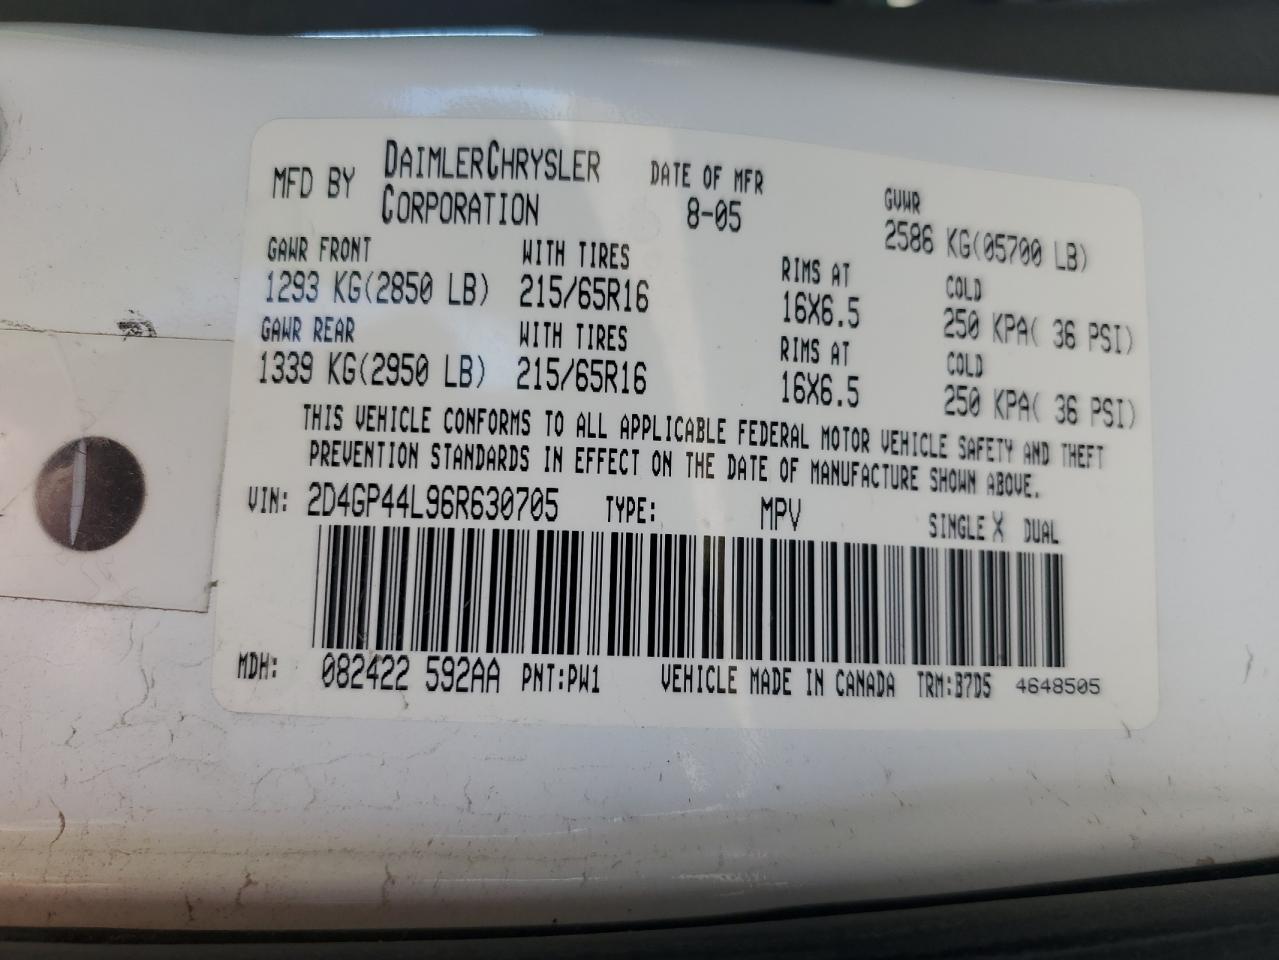 MFD BY DAIMLERCHRYSLER CORPORATION
DATE OF MFR 8-05
GVWR 2586 KG(05700 LB)
GAWR FRONT WITH TIRES RIMS AT COLD
1293 KG(2850 LB) 215/65R16 16X6.5 250 KPA( 36 PSI)
GAWR REAR WITH TIRES RIMS AT COLD
1339 KG(2950 LB) 215/65R16 16X6.5 250 KPA( 36 PSI)
THIS VEHICLE CONFORMS TO ALL APPLICABLE FEDERAL MOTOR VEHICLE SAFETY AND THEFT
PREVENTION STANDARDS IN EFFECT ON THE DATE OF MANUFACTURE SHOWN ABOVE.
VIN: 2D4GP44L96R630705 TYPE: MPV SINGLE X DUAL
MDH: 082422 592AA PNT:PW1 VEHICLE MADE IN CANADA TRM:B7D5 4648505